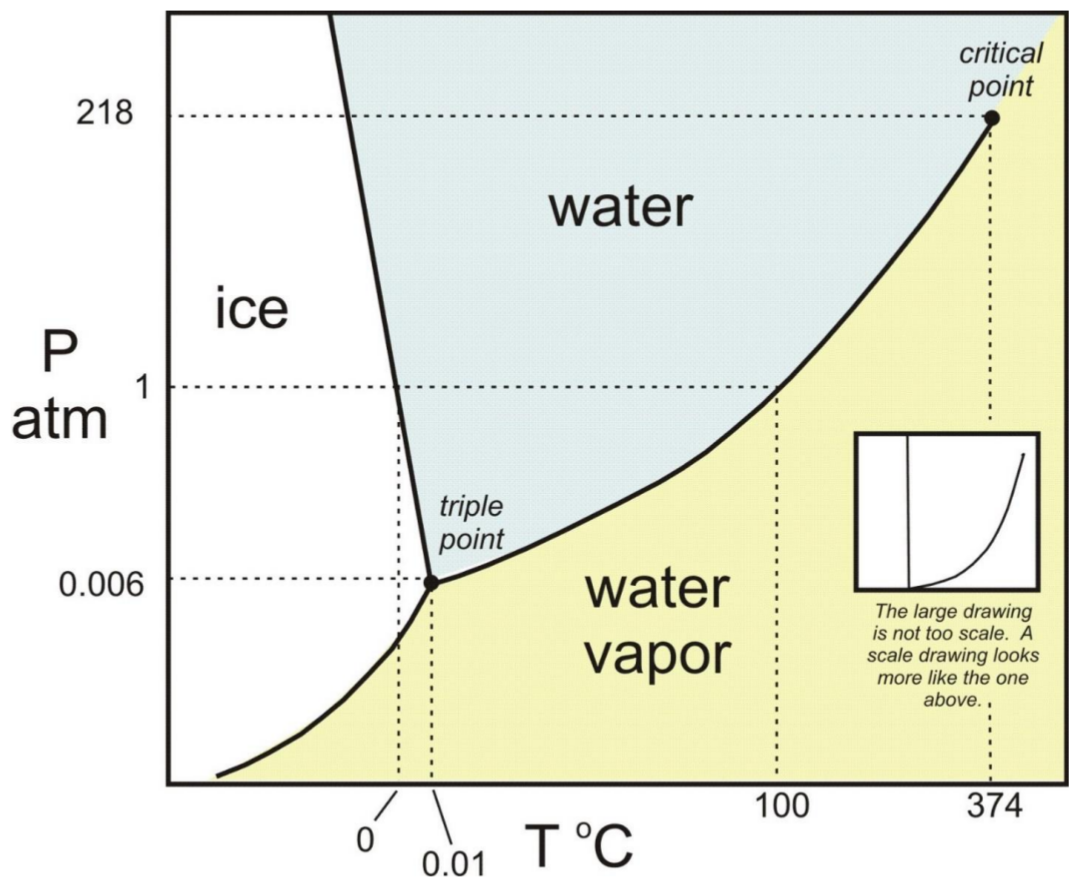 critical
point
218
water
ice
P
atm
1
triple
point
0.006
water
vapor
The large drawing
is not too scale. A
scale drawing looks
more like the one
above.
0
0.01
T °C
100
374